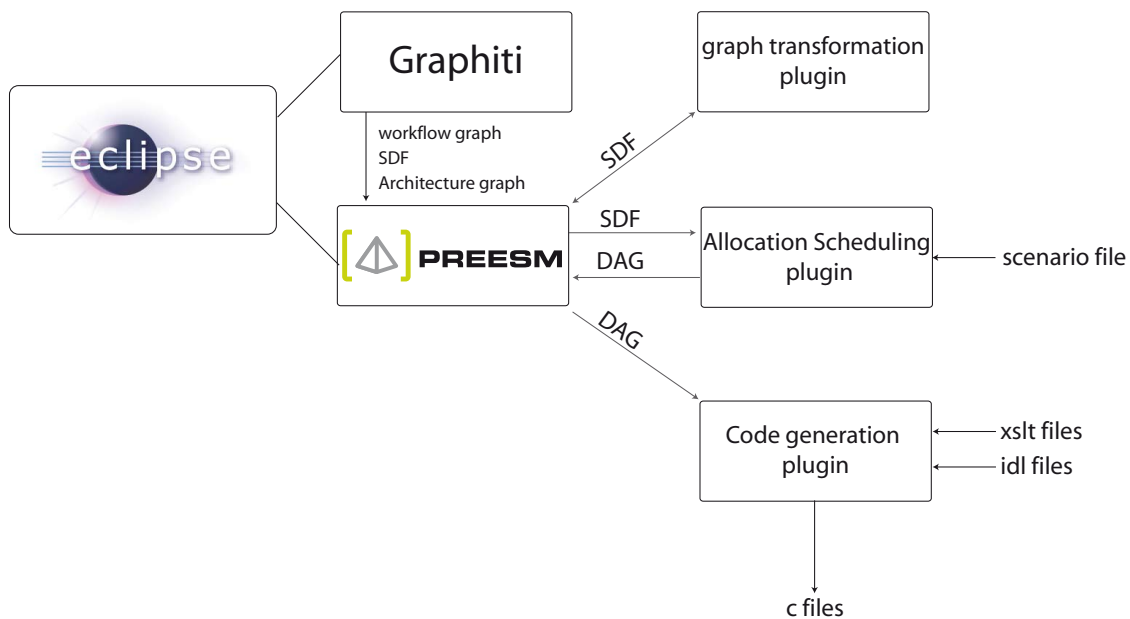 Graphiti
graph transformation
plugin
eclipse
workflow graph
SDF
Architecture graph
SDF
PREESM
SDF
DAG
Allocation Scheduling
plugin
scenario file
DAG
Code generation
plugin
xslt files
idl files
c files